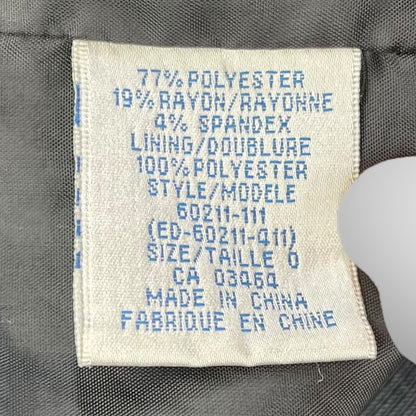 77% POLYESTER
19% RAYON/RAYONNE
4% SPANDEX
LINING/DOUBLURE
100% POLYESTER
STYLE/MODELE
60211-111
(ED-60211-411)
SIZE/TAILLE 0
CA 03464
MADE IN CHINA
FABRIQUE EN CHINE